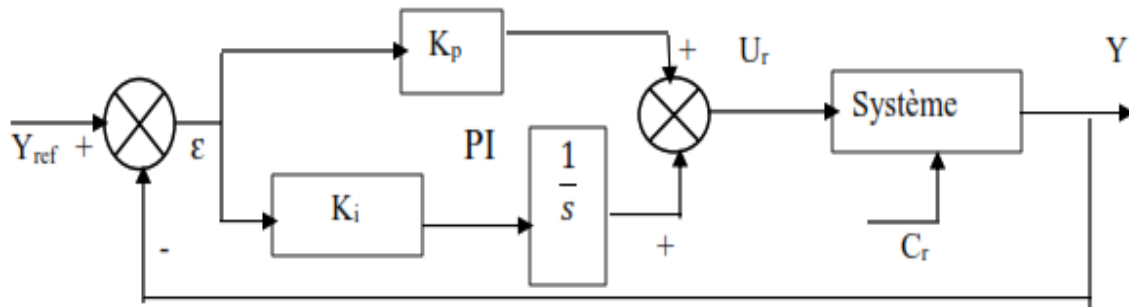 Kp
+
Ur
Y
Système
Yref +
ε
PI
1
s
Ki
-
+
Cr